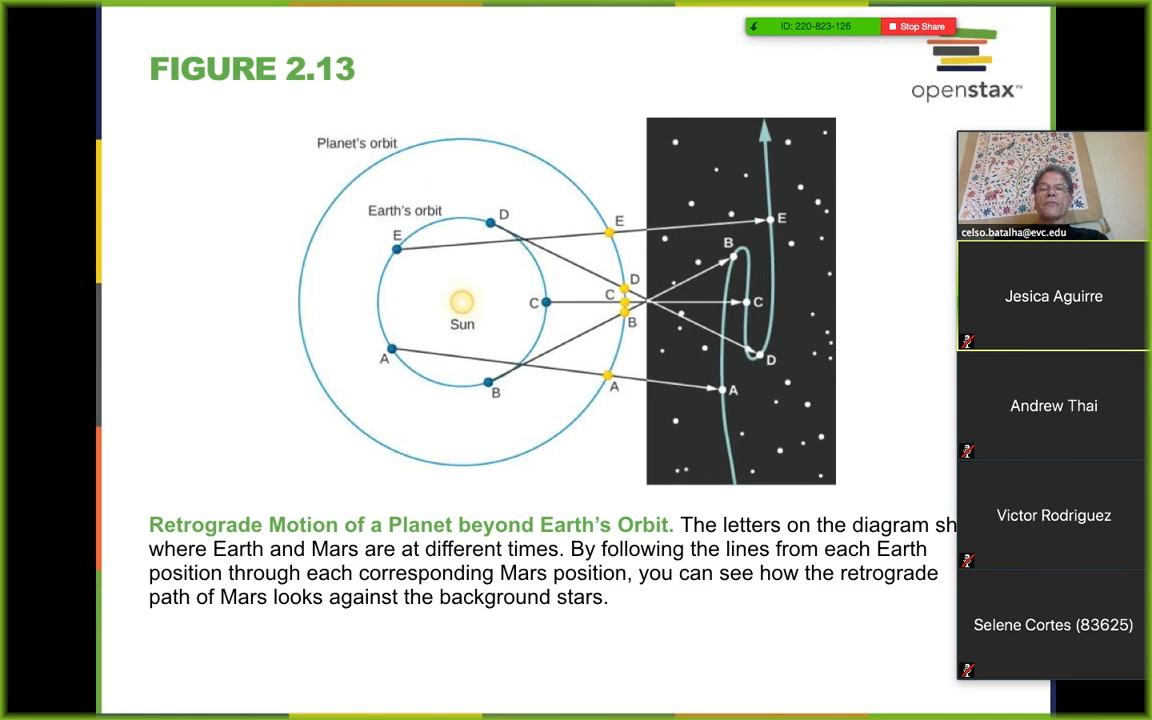 ID: 220-823-126
Stop Share
FIGURE 2.13
openstax™
Planet's orbit
Earth's orbit
D
E
E
E
B
D
C
C
C
Sun
B
D
A
A
A
B
Retrograde Motion of a Planet beyond Earth's Orbit. The letters on the diagram sh
where Earth and Mars are at different times. By following the lines from each Earth
position through each corresponding Mars position, you can see how the retrograde
path of Mars looks against the background stars.
celso.batalha@evc.edu
Jesica Aguirre
Andrew Thai
Victor Rodriguez
Selene Cortes (83625)